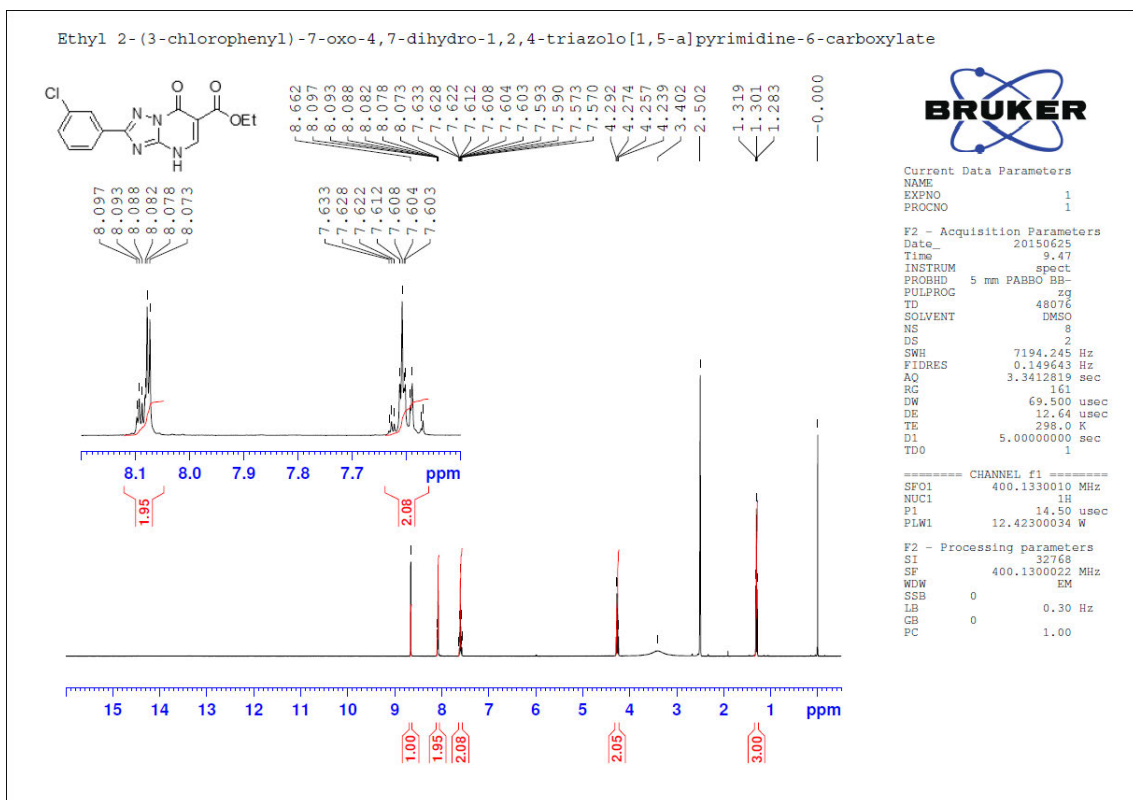 Ethyl 2-(3-chlorophenyl)-7-oxo-4,7-dihydro-1,2,4-triazolo[1,5-a]pyrimidine-6-carboxylate
Cl
O
O
N
N
OEt
N
N
H
8.662
8.097
8.093
8.088
8.082
8.078
8.073
7.633
7.628
7.622
7.612
7.608
7.604
7.603
7.593
7.590
7.573
7.570
4.292
4.274
4.257
4.239
3.402
2.502
1.319
1.301
1.283
-0.000
8.097
8.093
8.088
8.082
8.078
8.073
7.633
7.628
7.622
7.612
7.608
7.604
7.603
8.1 8.0 7.9 7.8 7.7 ppm
1.95
2.08
15 14 13 12 11 10 9 8 7 6 5 4 3 2 1 ppm
1.00
1.95
2.08
2.05
3.00
BRUKER
Current Data Parameters
NAME
EXPNO 1
PROCNO 1
F2 - Acquisition Parameters
Date_ 20150625
Time 9.47
INSTRUM spect
PROBHD 5 mm PABBO BB-
PULPROG zg
TD 48076
SOLVENT DMSO
NS 8
DS 2
SWH 7194.245 Hz
FIDRES 0.149643 Hz
AQ 3.3412819 sec
RG 161
DW 69.500 usec
DE 12.64 usec
TE 298.0 K
D1 5.00000000 sec
TD0 1
======== CHANNEL f1 ========
SFO1 400.1330010 MHz
NUC1 1H
P1 14.50 usec
PLW1 12.42300034 W
F2 - Processing parameters
SI 32768
SF 400.1300022 MHz
WDW EM
SSB 0
LB 0.30 Hz
GB 0
PC 1.00